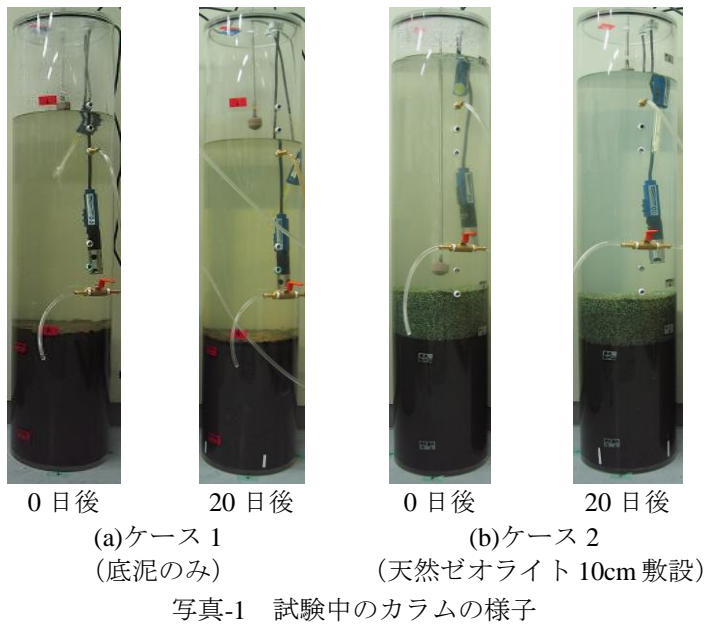 0 日後
20 日後
0 日後
20 日後
(a)ケース 1
(b)ケース 2
（底泥のみ）
（天然ゼオライト 10cm 敷設）
写真-1　試験中のカラムの様子